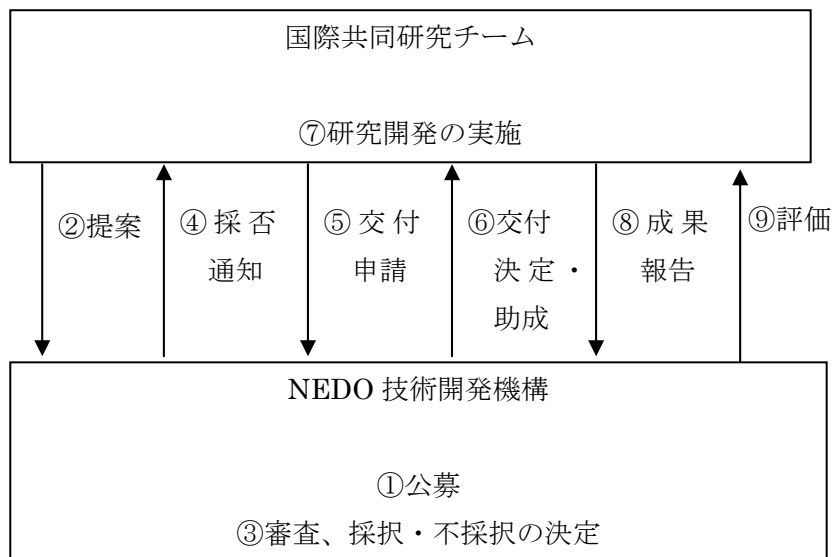 国際共同研究チーム
⑦研究開発の実施
②提案
④採否
通知
⑤交付
申請
⑥交付
決定・
助成
⑧成果
報告
⑨評価
NEDO 技術開発機構
①公募
③審査、採択・不採択の決定